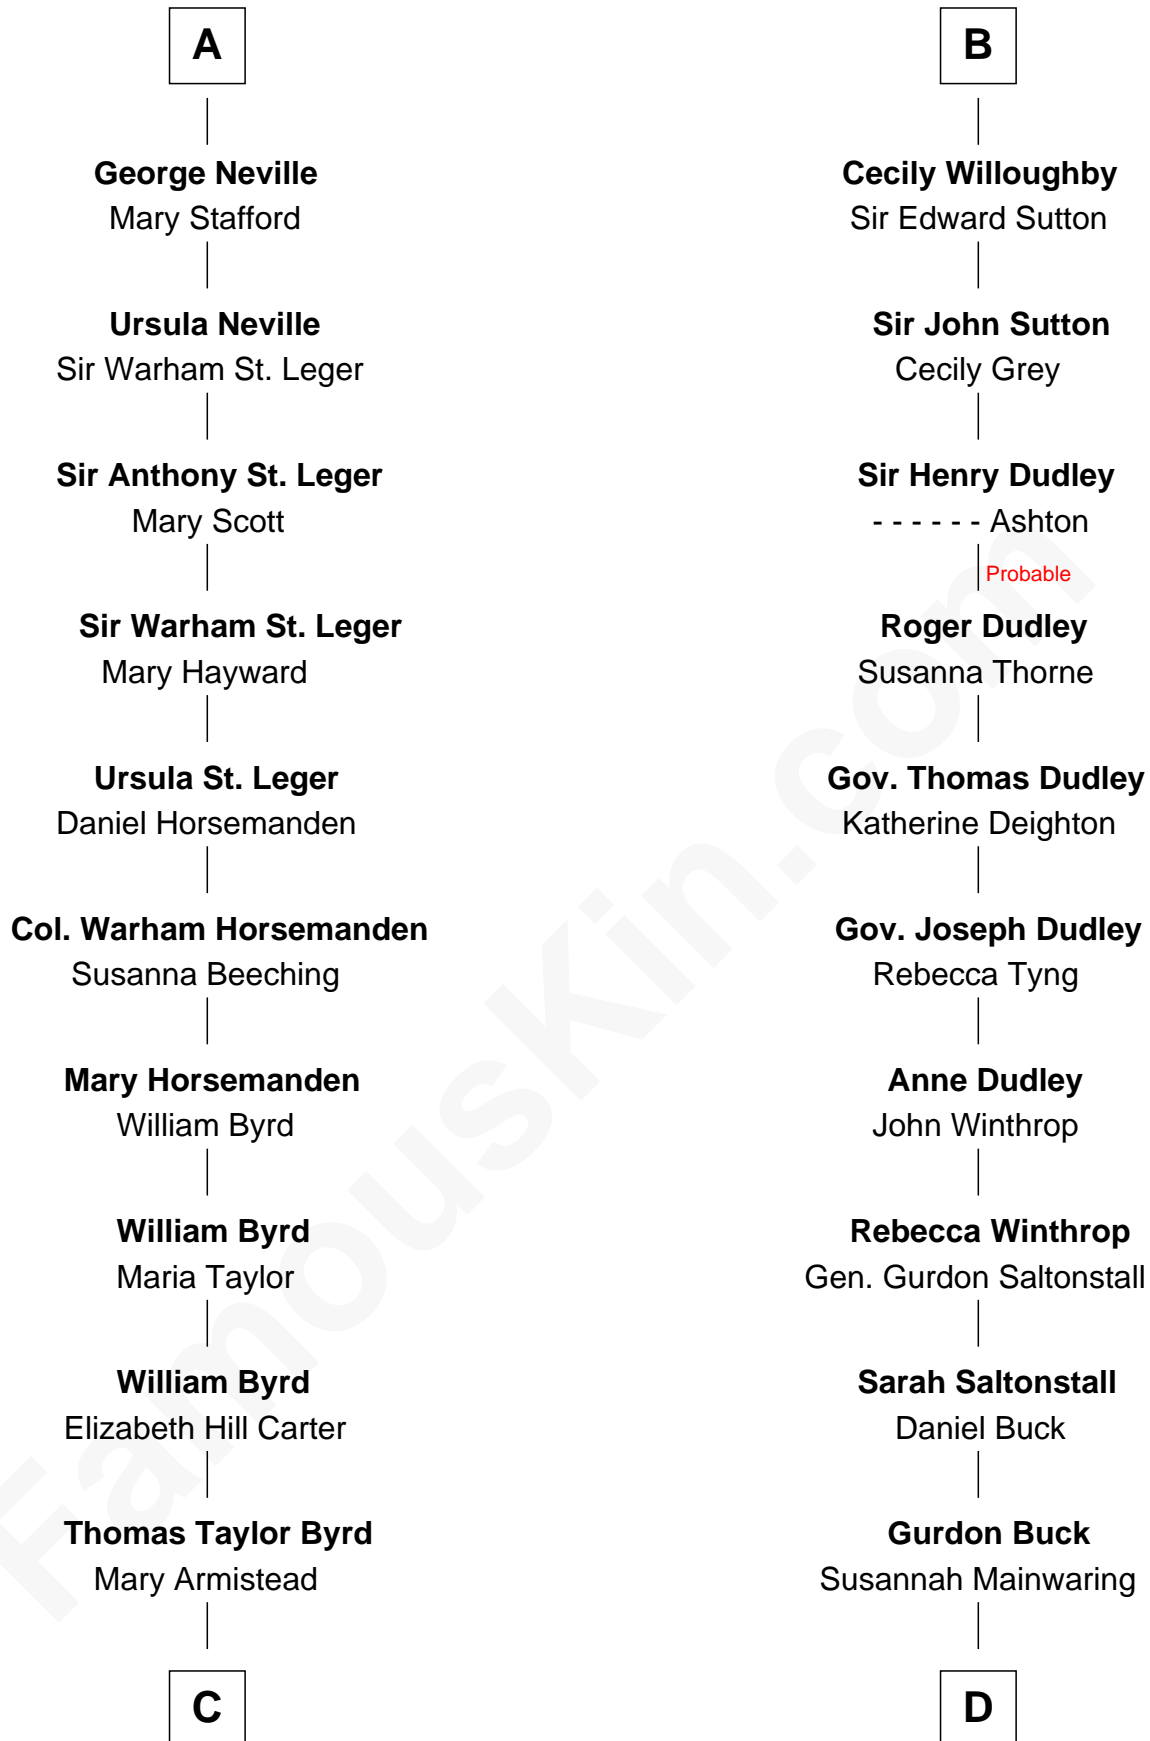 A
George Neville
Mary Stafford
Ursula Neville
Sir Warham St. Leger
Sir Anthony St. Leger
Mary Scott
Sir Warham St. Leger
Mary Hayward
Ursula St. Leger
Daniel Horsemanden
Col. Warham Horsemanden
Susanna Beeching
Mary Horsemanden
William Byrd
William Byrd
Maria Taylor
William Byrd
Elizabeth Hill Carter
Thomas Taylor Byrd
Mary Armistead
C
B
Cecily Willoughby
Sir Edward Sutton
Sir John Sutton
Cecily Grey
Sir Henry Dudley
- - - - - - Ashton
Probable
Roger Dudley
Susanna Thorne
Gov. Thomas Dudley
Katherine Deighton
Gov. Joseph Dudley
Rebecca Tyng
Anne Dudley
John Winthrop
Rebecca Winthrop
Gen. Gurdon Saltonstall
Sarah Saltonstall
Daniel Buck
Gurdon Buck
Susannah Mainwaring
D
FamousKin.com